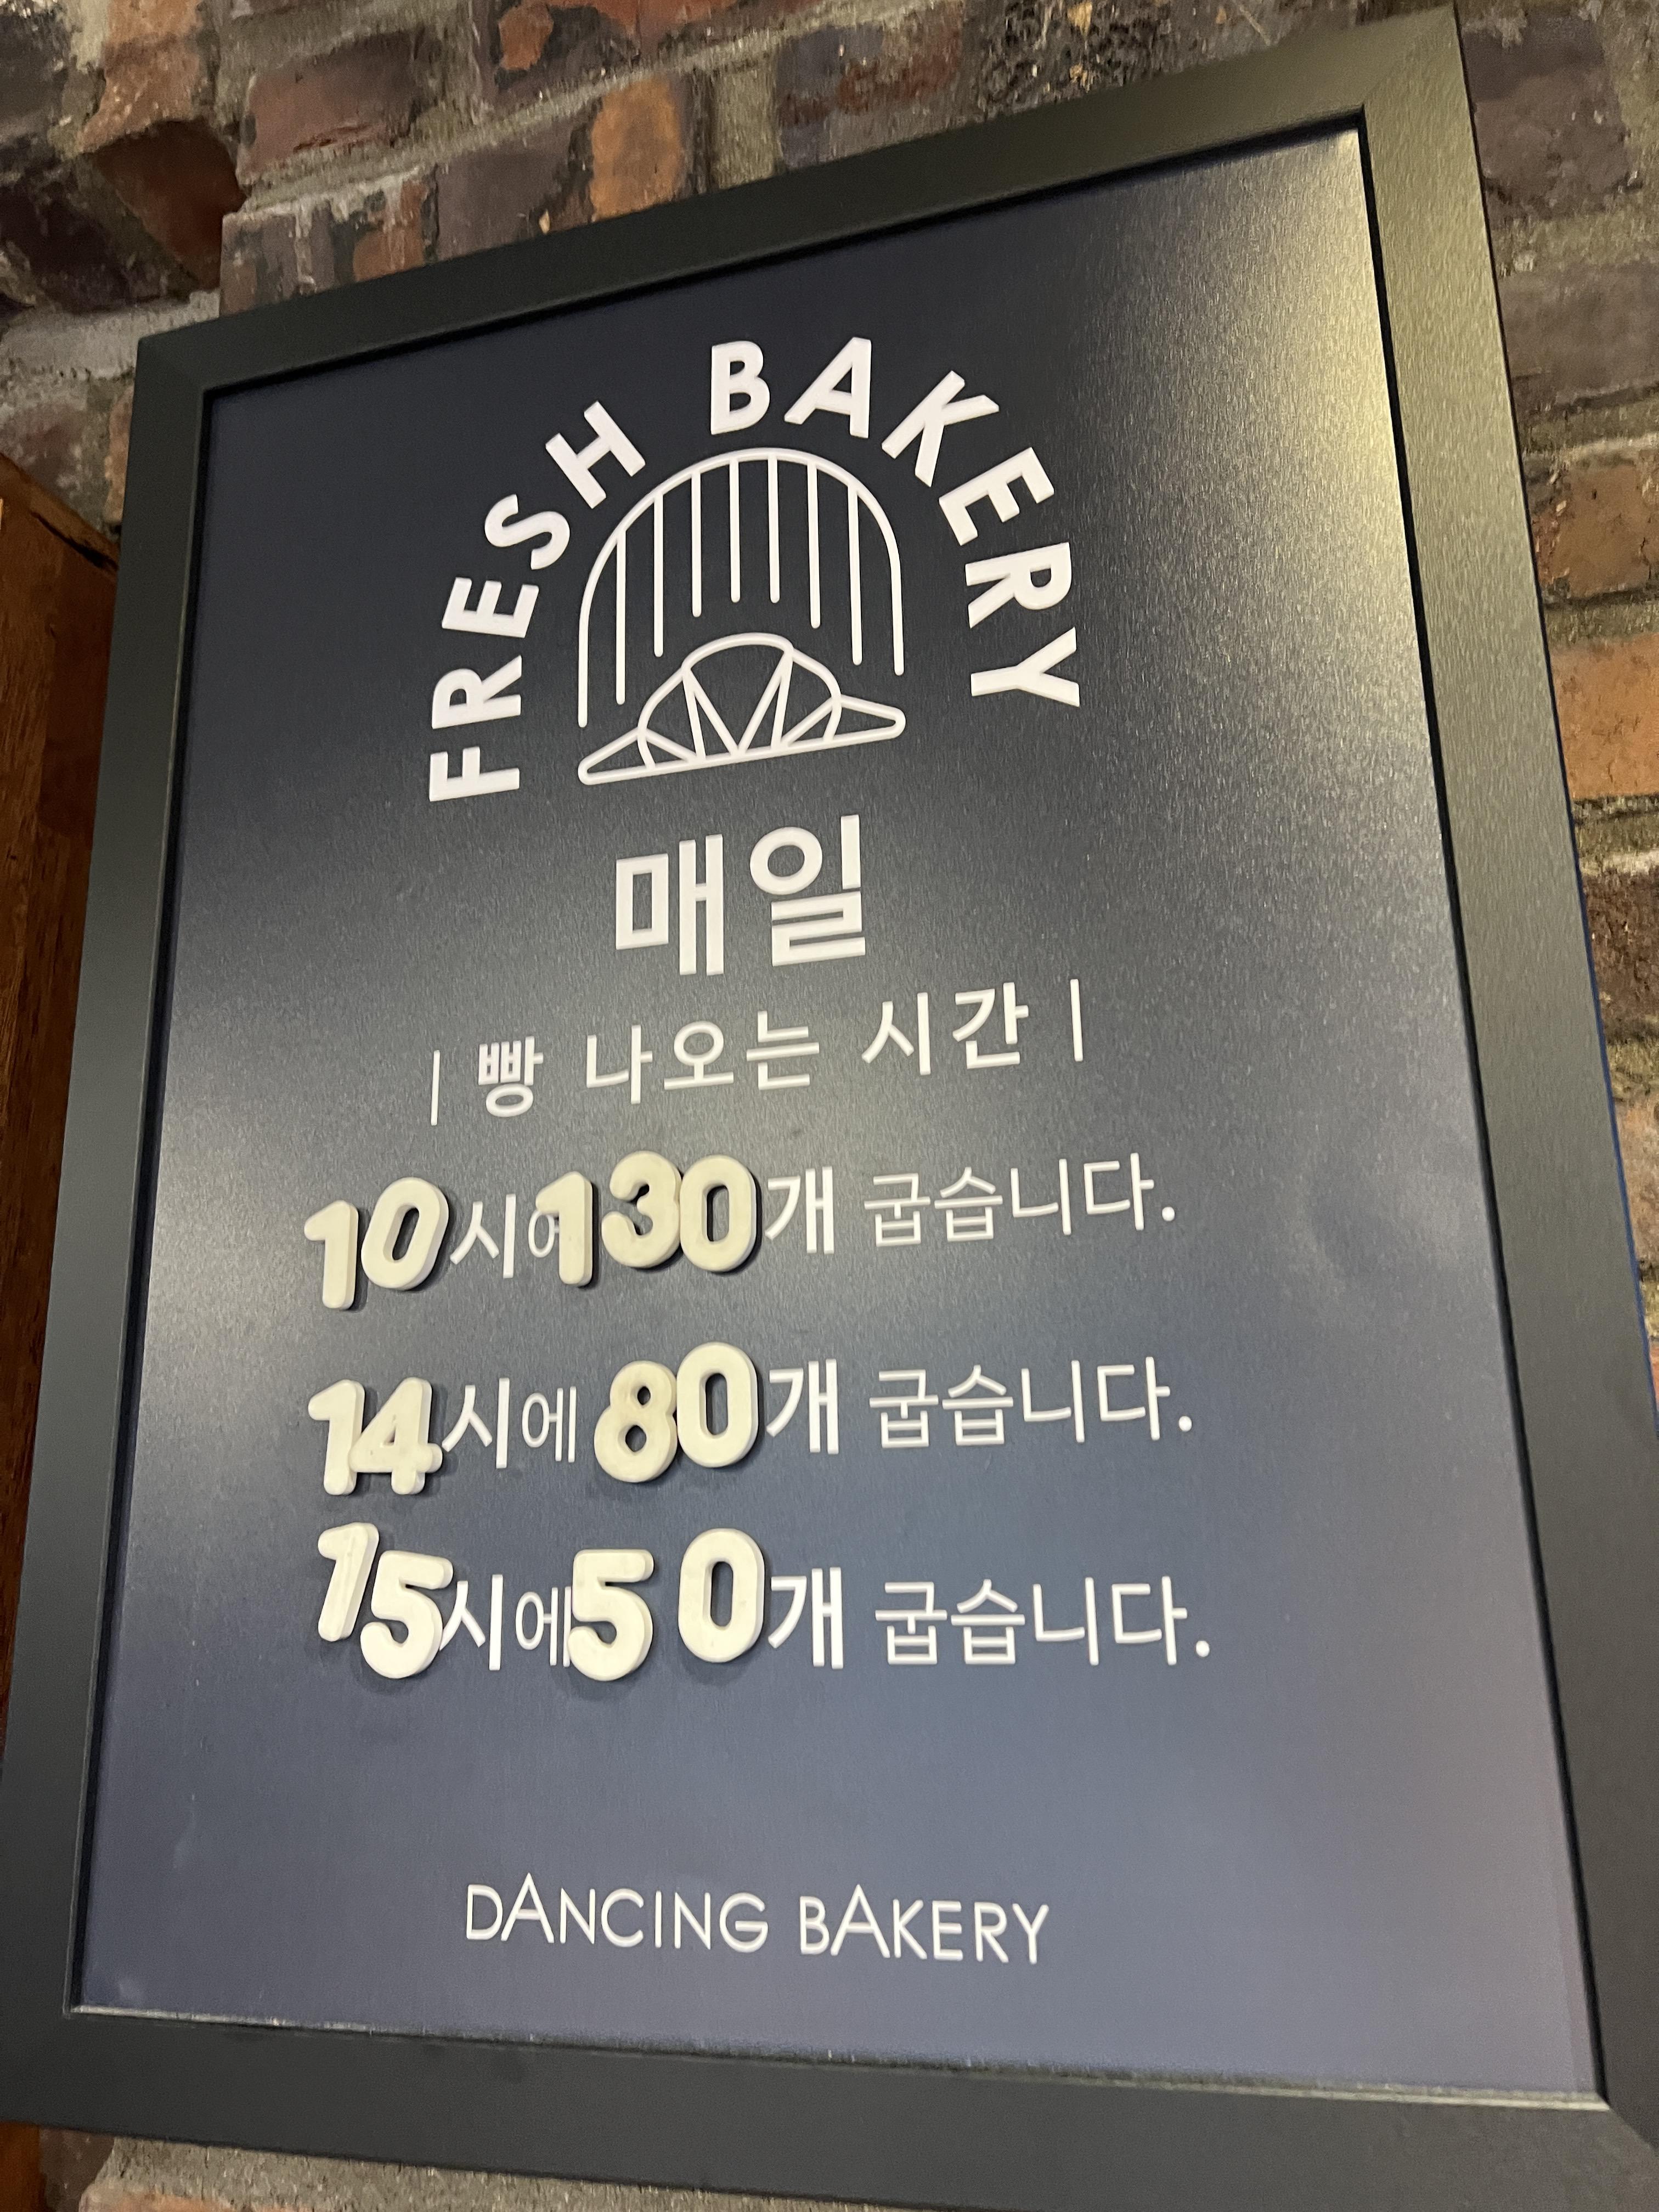 FRESH BAKERY
매일
| 빵 나오는 시간 |
10시에 130개 굽습니다.
14시에 80개 굽습니다.
15시에 50개 굽습니다.
DANCING BAKERY